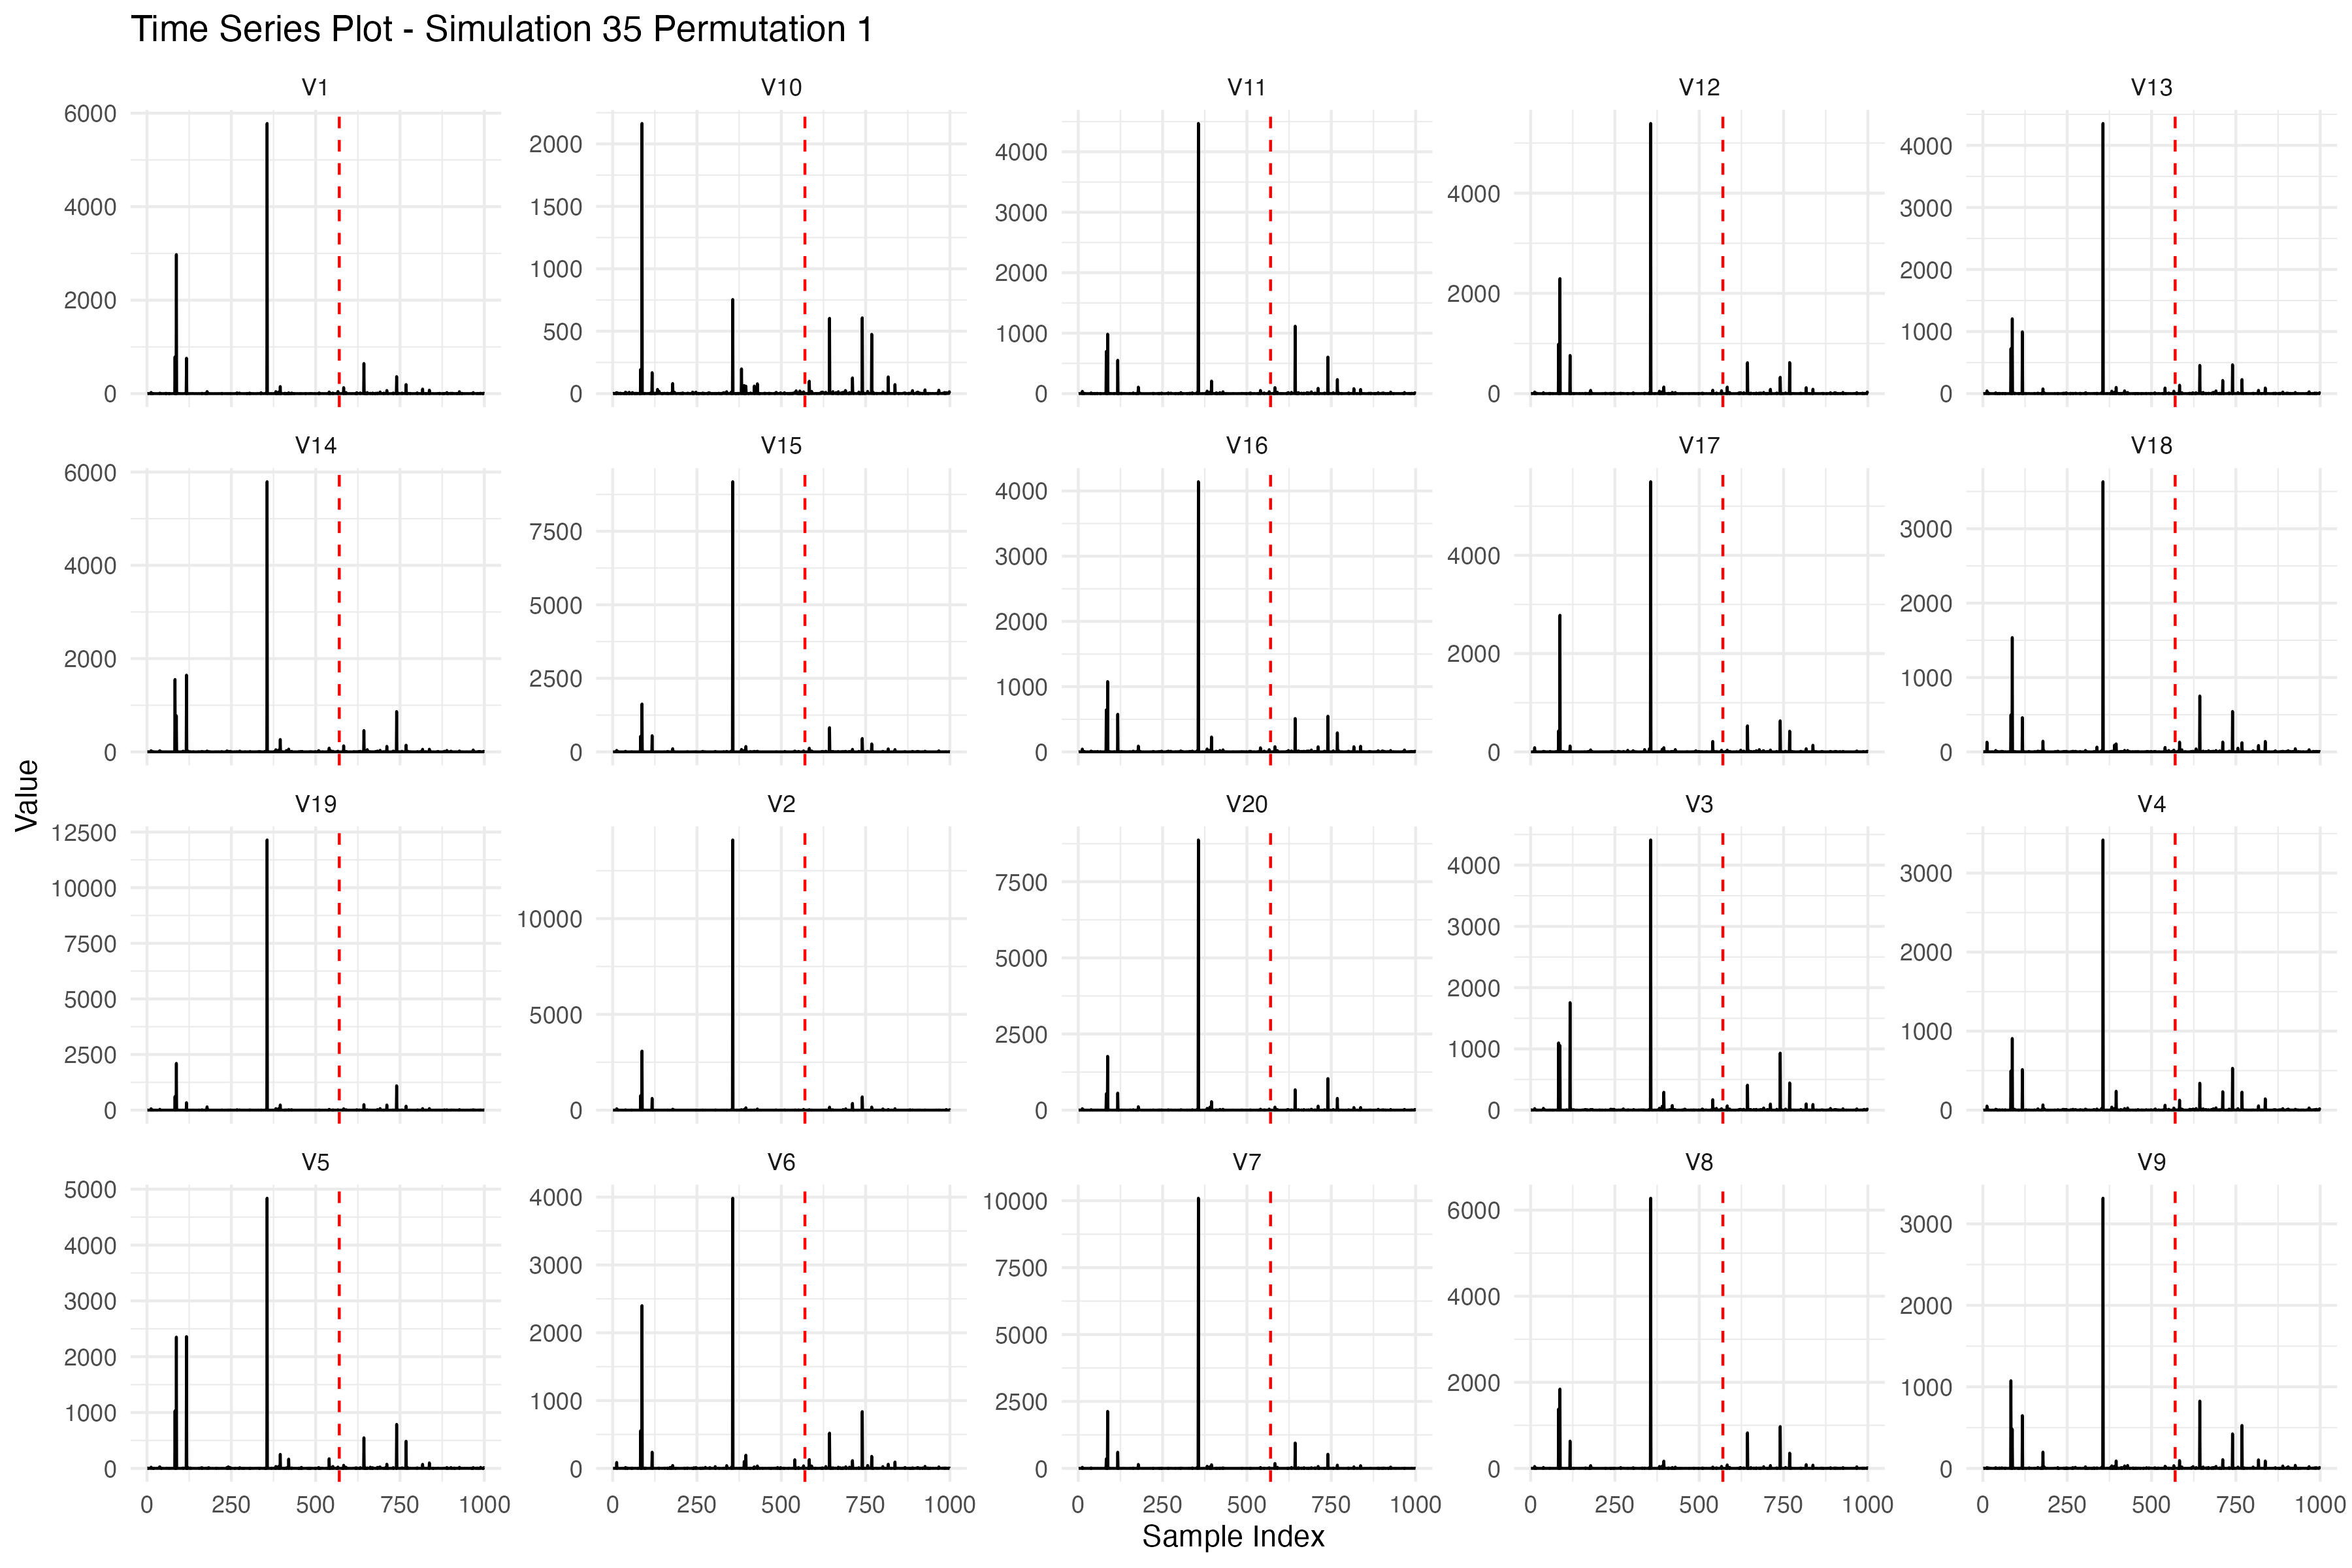 Time Series Plot - Simulation 35 Permutation 1
V1 V10 V11 V12 V13
6000 4000 2000 0
2000 1500 1000 500 0
4000 3000 2000 1000 0
4000 2000 0
4000 3000 2000 1000 0
V14 V15 V16 V17 V18
6000 4000 2000 0
7500 5000 2500 0
4000 3000 2000 1000 0
4000 2000 0
3000 2000 1000 0
Value
V19 V2 V20 V3 V4
12500 10000 7500 5000 2500 0
10000 5000 0
7500 5000 2500 0
4000 3000 2000 1000 0
3000 2000 1000 0
V5 V6 V7 V8 V9
5000 4000 3000 2000 1000 0
4000 3000 2000 1000 0
10000 7500 5000 2500 0
6000 4000 2000 0
3000 2000 1000 0
0 250 500 750 1000 0 250 500 750 1000 0 250 500 750 1000 0 250 500 750 1000 0 250 500 750 1000
Sample Index